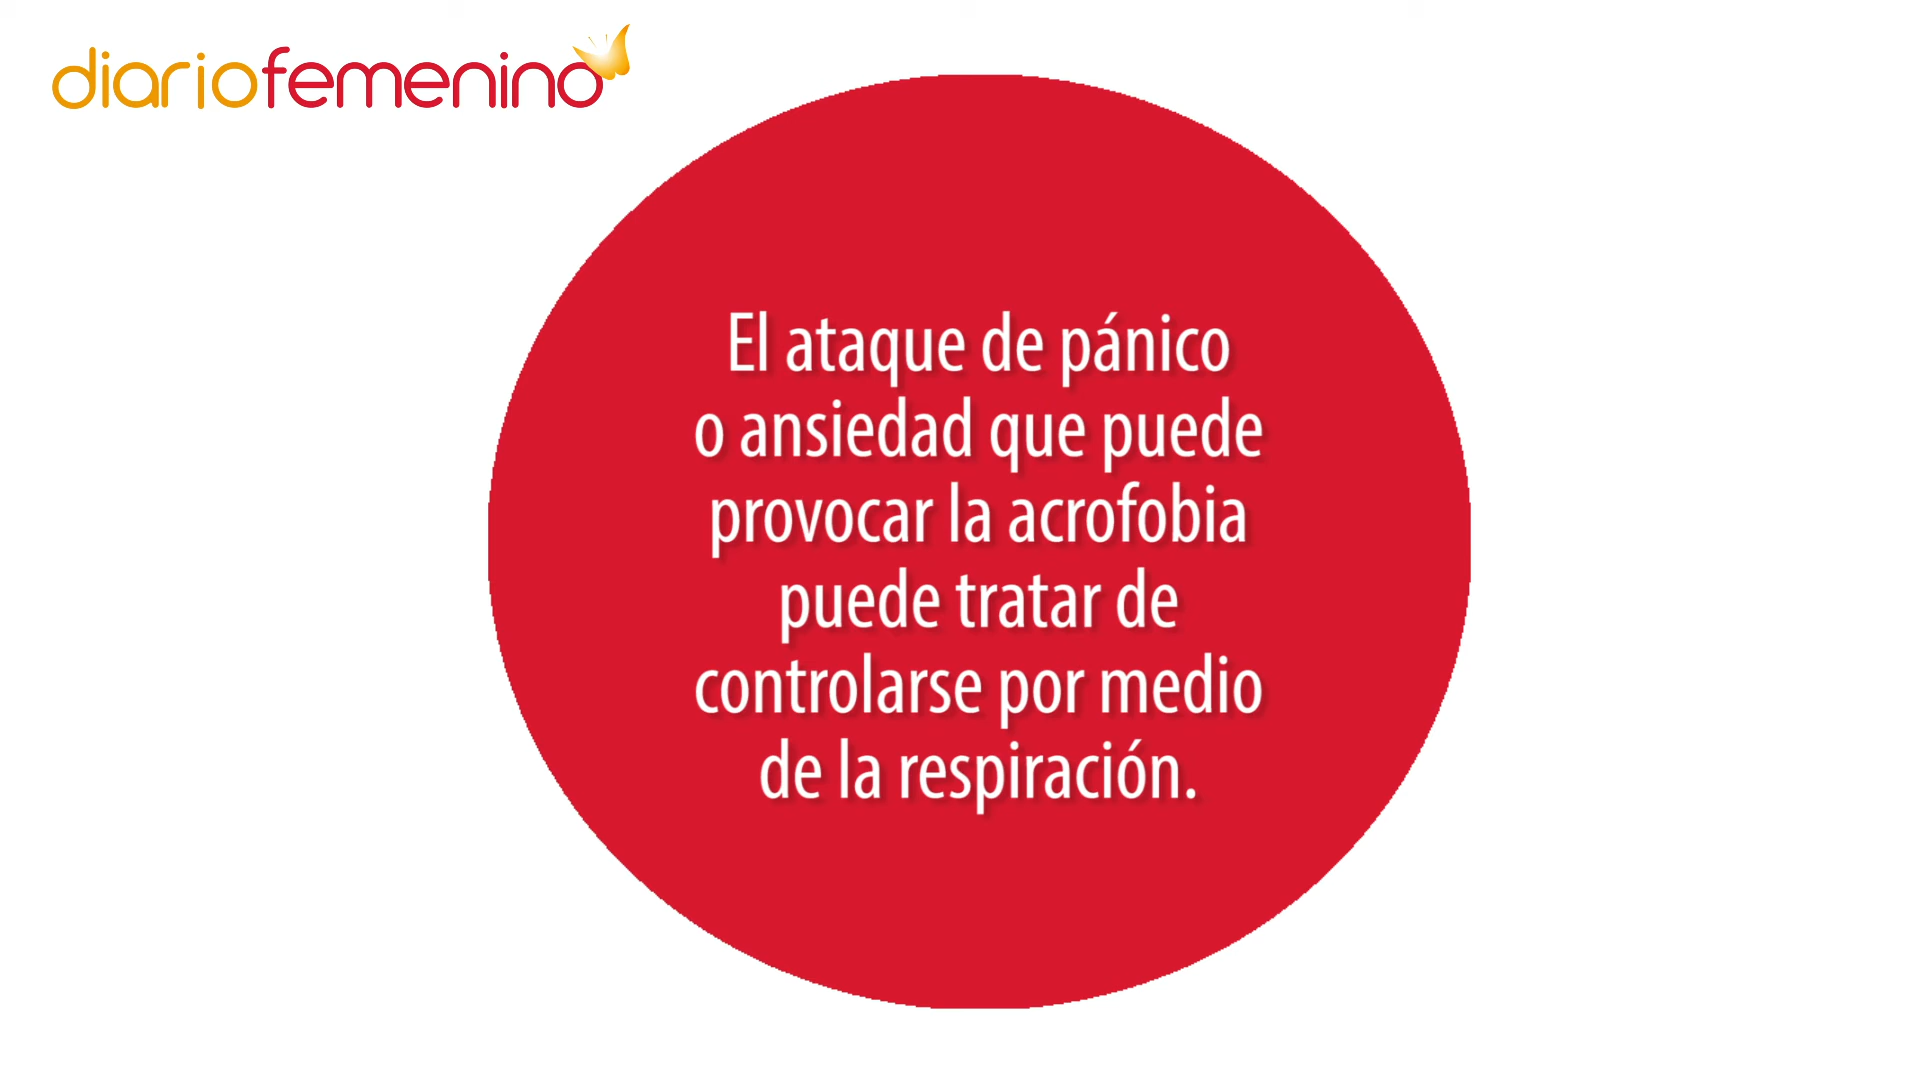 diariofemenino
El ataque de pánico
o ansiedad que puede
provocar la acrofobia
puede tratar de
controlarse por medio
de la respiración.